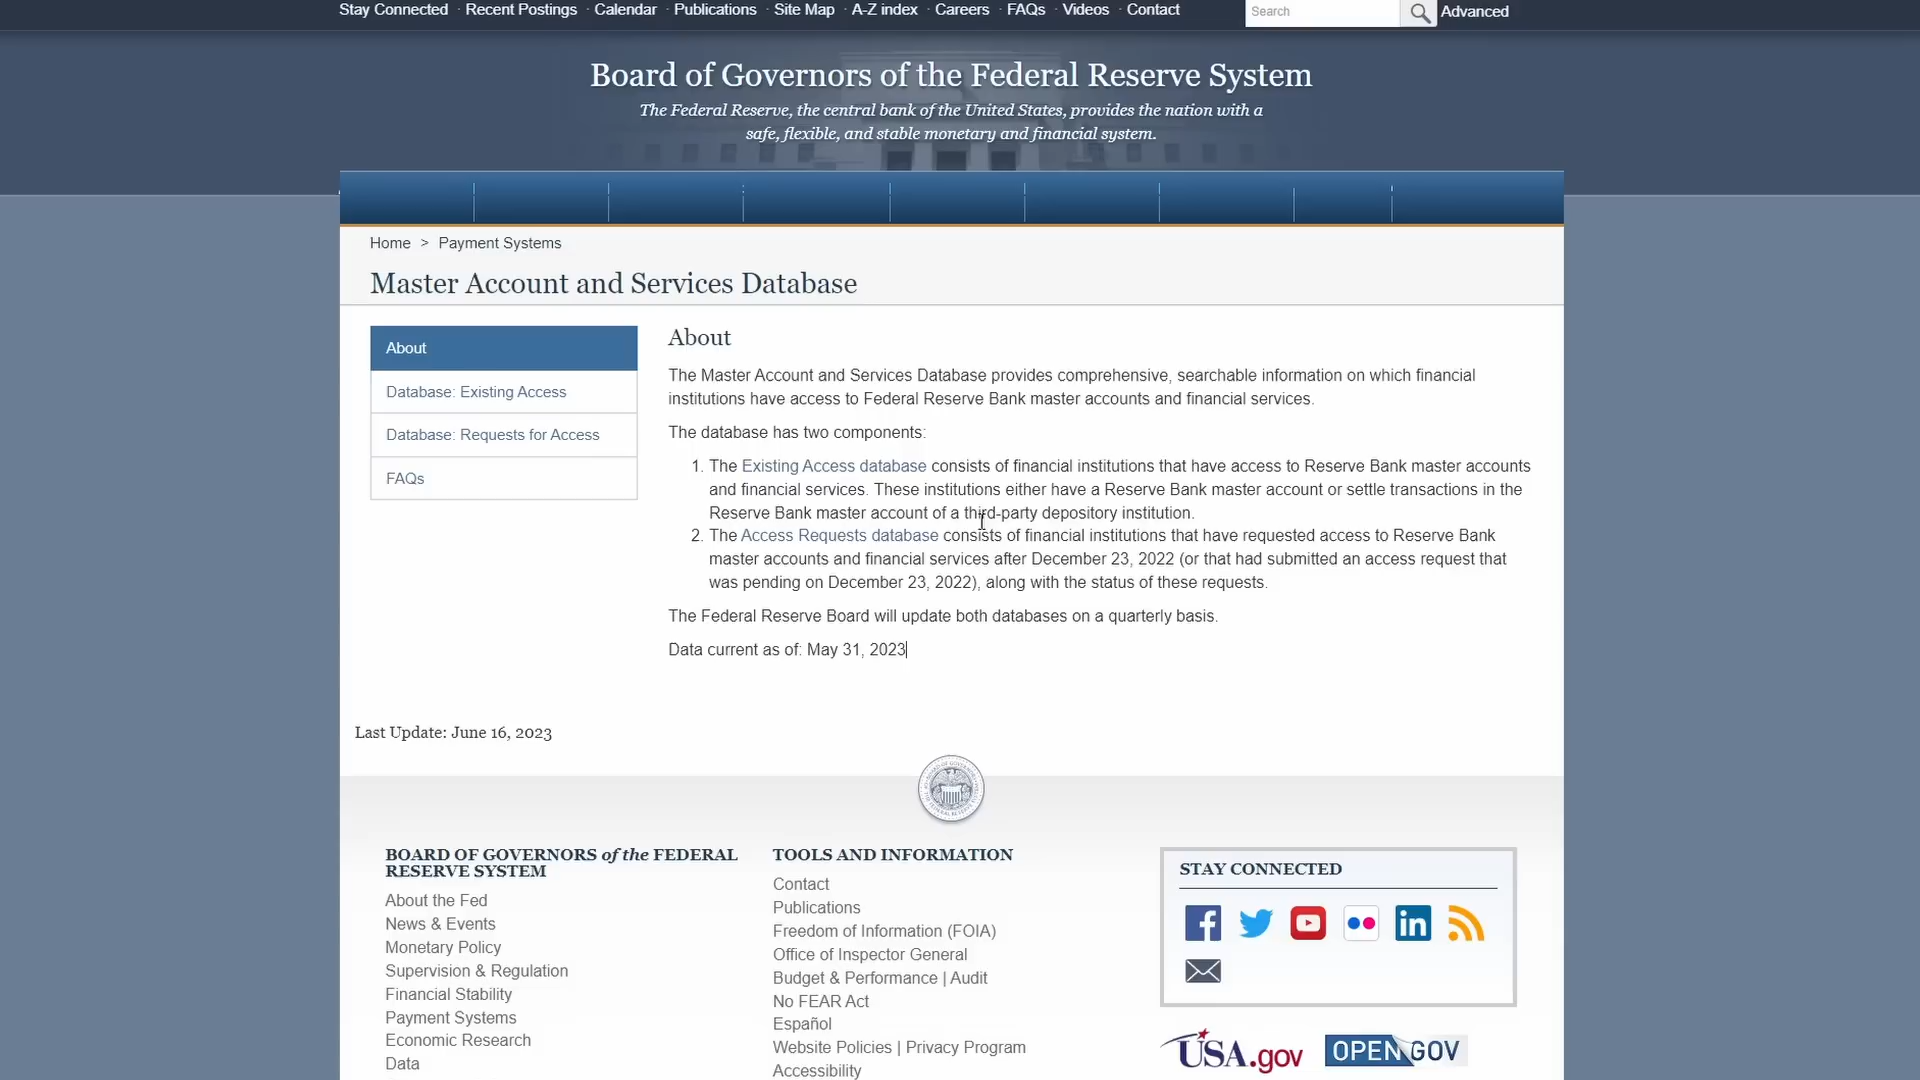 Stay Connected · Recent Postings · Calendar · Publications · Site Map · A-Z index · Careers · FAQs · Videos · Contact
Search
Advanced
Board of Governors of the Federal Reserve System
The Federal Reserve, the central bank of the United States, provides the nation with a
safe, flexible, and stable monetary and financial system.
Home > Payment Systems
Master Account and Services Database
About
Database: Existing Access
Database: Requests for Access
FAQs
About
The Master Account and Services Database provides comprehensive, searchable information on which financial
institutions have access to Federal Reserve Bank master accounts and financial services.
The database has two components:
1. The Existing Access database consists of financial institutions that have access to Reserve Bank master accounts
and financial services. These institutions either have a Reserve Bank master account or settle transactions in the
Reserve Bank master account of a third-party depository institution.
2. The Access Requests database consists of financial institutions that have requested access to Reserve Bank
master accounts and financial services after December 23, 2022 (or that had submitted an access request that
was pending on December 23, 2022), along with the status of these requests.
The Federal Reserve Board will update both databases on a quarterly basis.
Data current as of: May 31, 2023
Last Update: June 16, 2023
BOARD OF GOVERNORS of the FEDERAL
RESERVE SYSTEM
About the Fed
News & Events
Monetary Policy
Supervision & Regulation
Financial Stability
Payment Systems
Economic Research
Data
TOOLS AND INFORMATION
Contact
Publications
Freedom of Information (FOIA)
Office of Inspector General
Budget & Performance | Audit
No FEAR Act
Español
Website Policies | Privacy Program
Accessibility
STAY CONNECTED
USA.gov
OPEN GOV